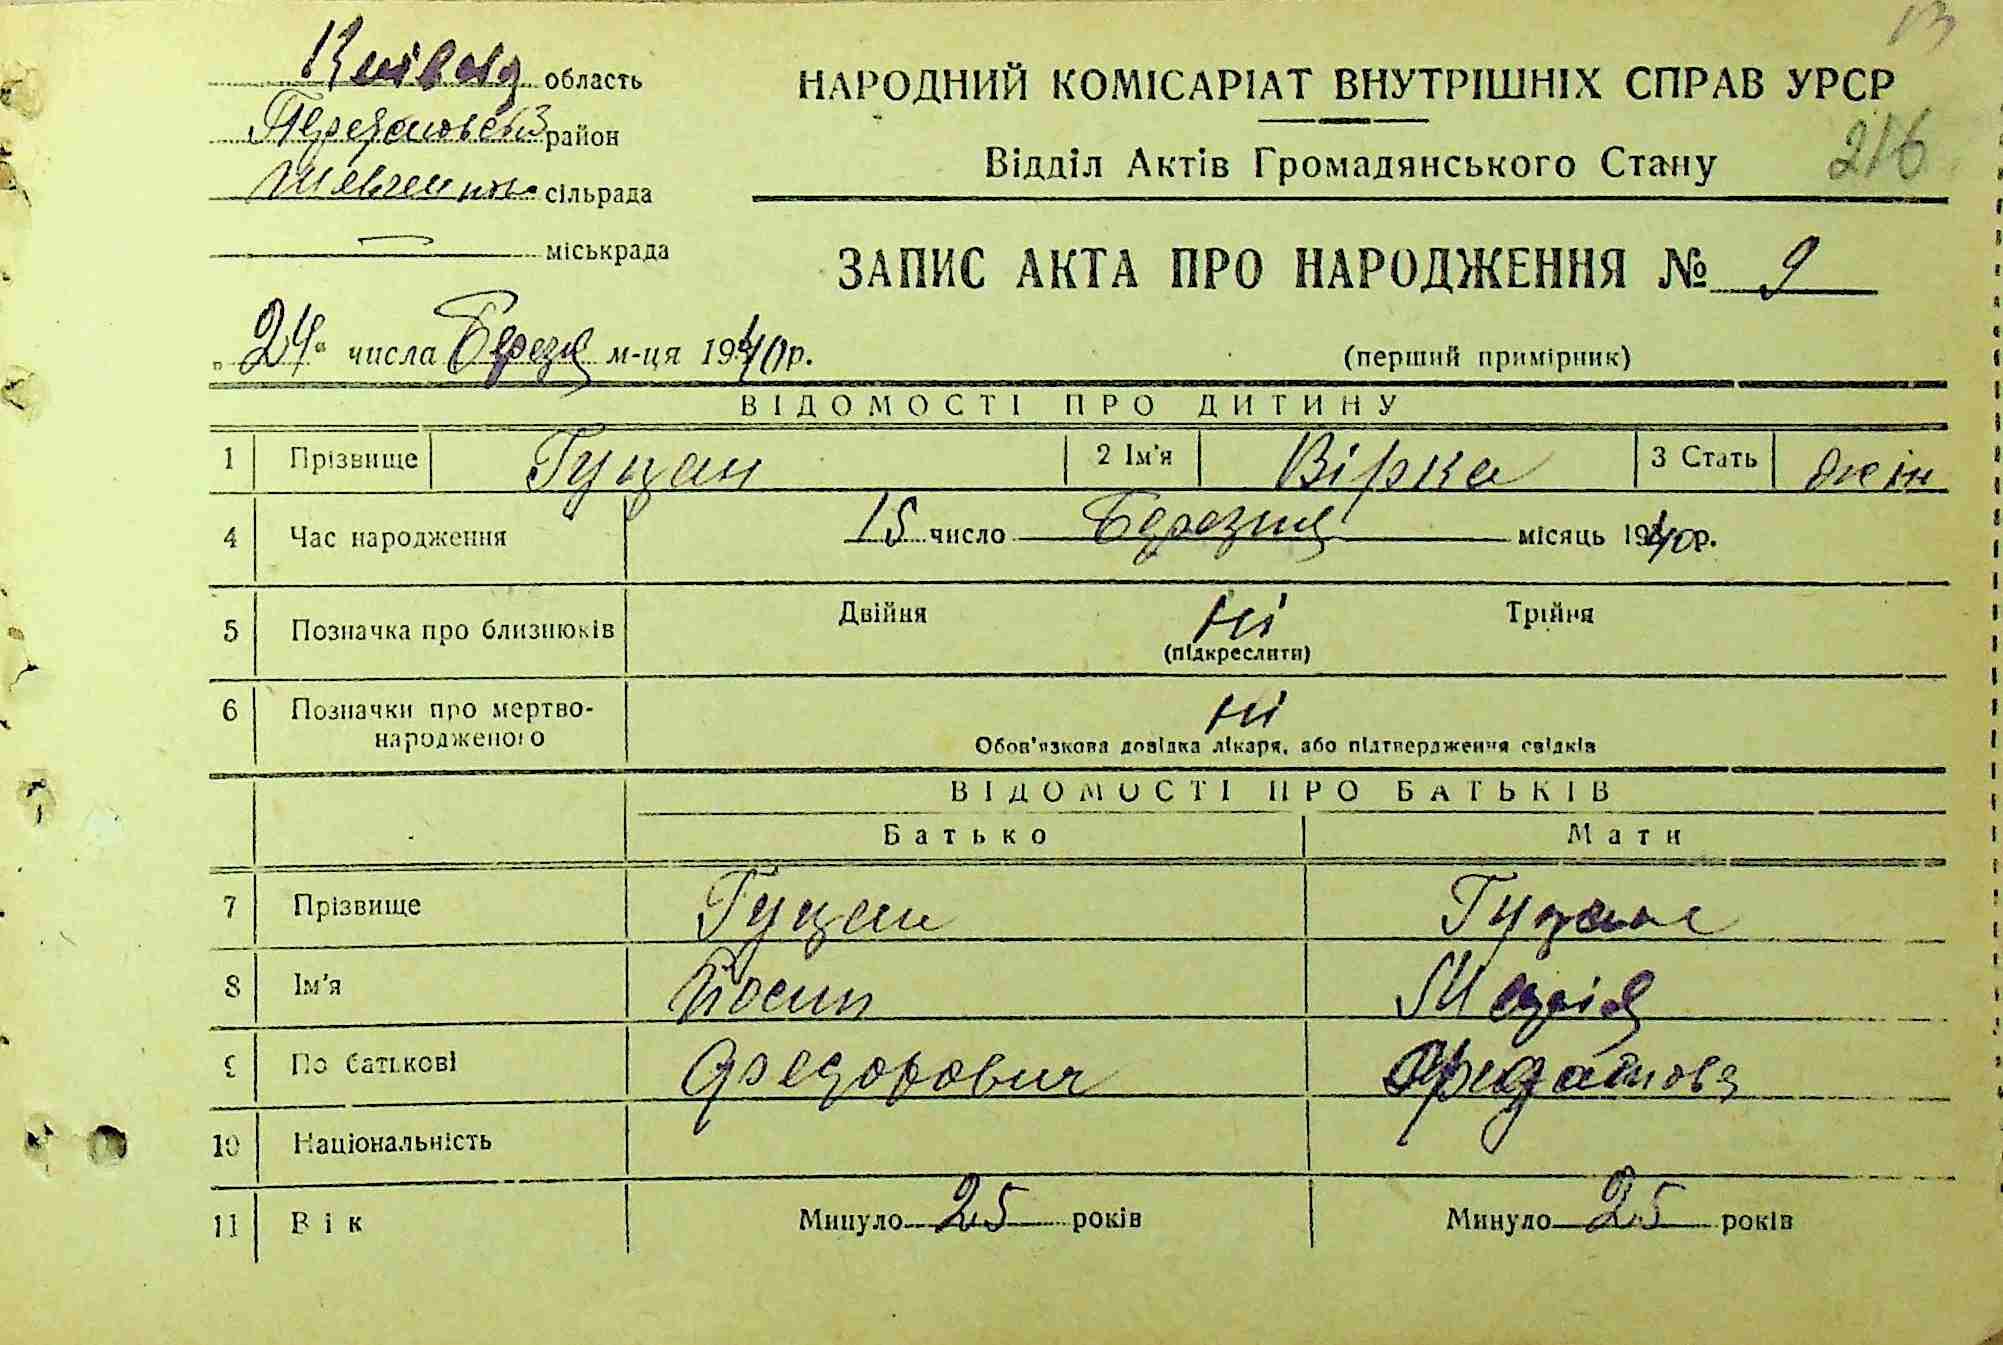 Київська область
район
сільрада
міськрада
13
НАРОДНИЙ КОМІСАРІАТ ВНУТРІШНІХ СПРАВ УРСР
Відділ Актів Громадянського Стану
216
ЗАПИС АКТА ПРО НАРОДЖЕННЯ № 9
„24“ числа Березня м-ця 1940 р.
(перший примірник)
ВІДОМОСТІ ПРО ДИТИНУ
1 Прізвище Гуцан 2 Ім'я Вірка 3 Стать жін
4 Час народження 15 число Березня місяць 1940 р.
5 Позначка про близнюків Двійня ні Трійня
(підкреслити)
6 Позначки про мертво-
народженого ні
Обов'язкова довідка лікаря, або підтвердження свідків
ВІДОМОСТІ ПРО БАТЬКІВ
Батько Мати
7 Прізвище Гуцан Гуцан
8 Ім'я Йосип Марія
9 По батькові Федорович
10 Національність
11 Вік Минуло 25 років Минуло 25 років